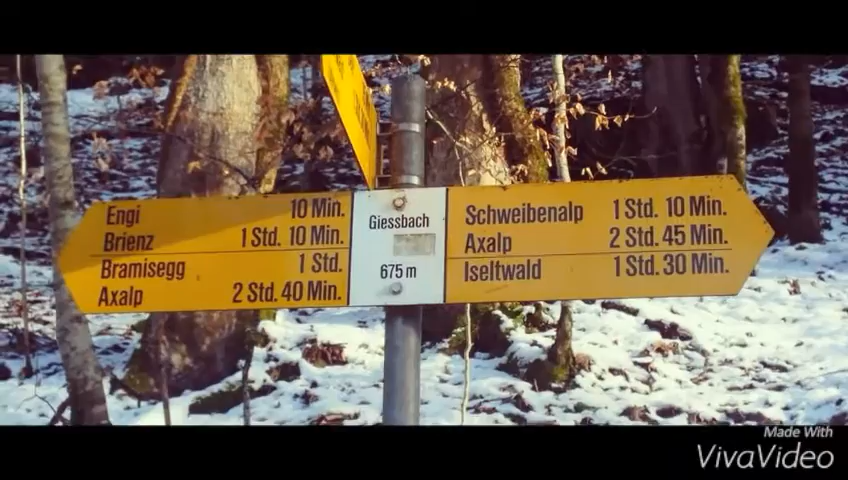 Engi 10 Min.
Brienz 1 Std. 10 Min.
Bramisegg 1 Std.
Axalp 2 Std. 40 Min.
Giessbach
675 m
Schweibenalp 1 Std. 10 Min.
Axalp 2 Std. 45 Min.
Iseltwald 1 Std. 30 Min.
Made With
VivaVideo